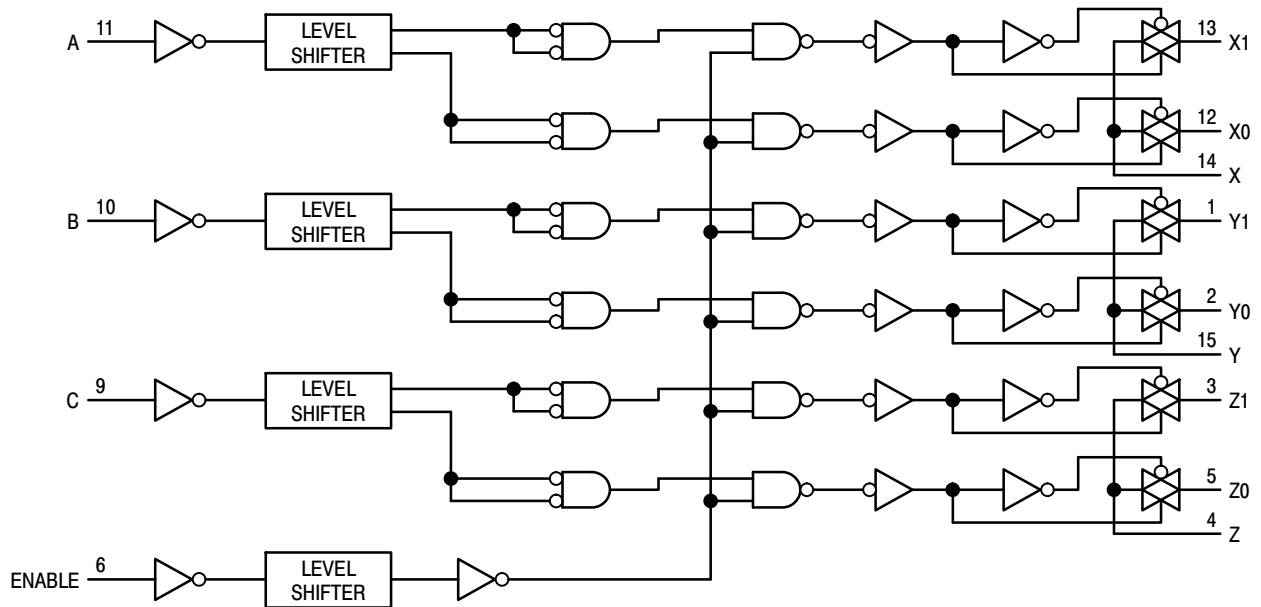 A 11 LEVEL SHIFTER 13 X1
12 X0
14 X
B 10 LEVEL SHIFTER 1 Y1
2 Y0
15 Y
C 9 LEVEL SHIFTER 3 Z1
5 Z0
4 Z
ENABLE 6 LEVEL SHIFTER